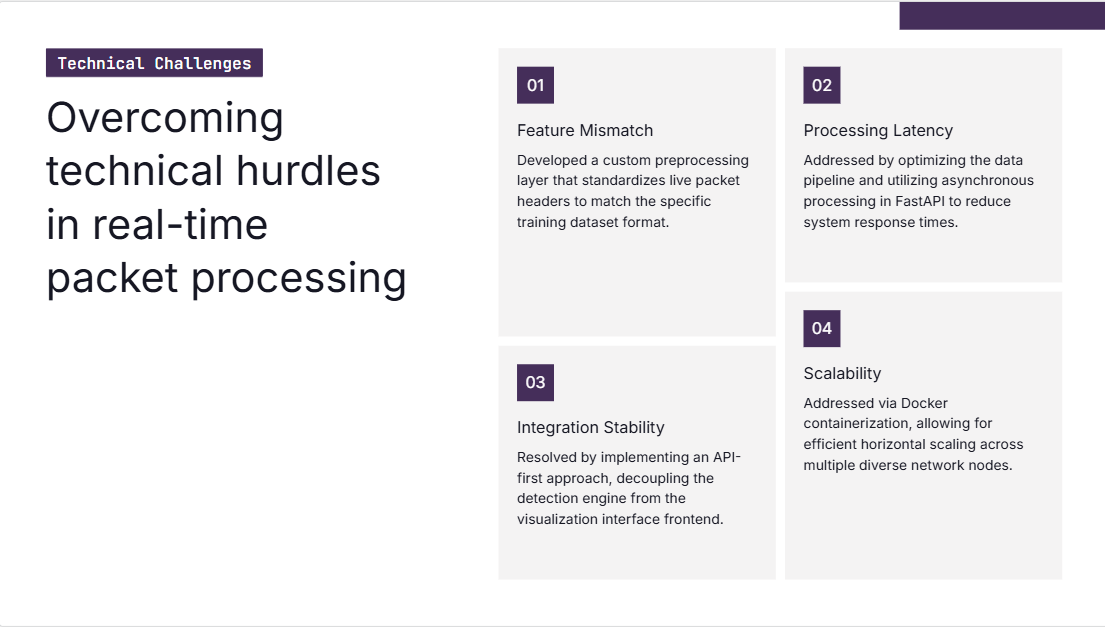 Technical Challenges
Overcoming
technical hurdles
in real-time
packet processing
01
Feature Mismatch
Developed a custom preprocessing
layer that standardizes live packet
headers to match the specific
training dataset format.
02
Processing Latency
Addressed by optimizing the data
pipeline and utilizing asynchronous
processing in FastAPI to reduce
system response times.
03
Integration Stability
Resolved by implementing an API-
first approach, decoupling the
detection engine from the
visualization interface frontend.
04
Scalability
Addressed via Docker
containerization, allowing for
efficient horizontal scaling across
multiple diverse network nodes.